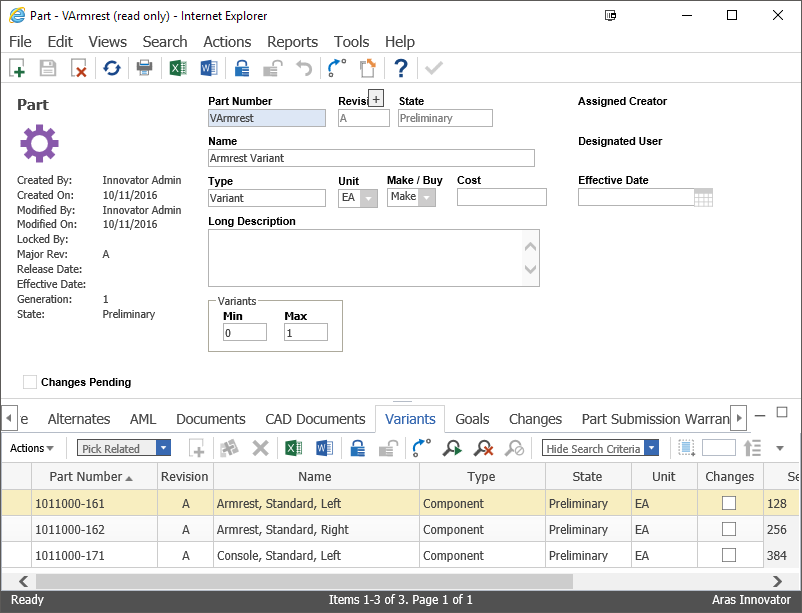 Part - VArmrest (read only) - Internet Explorer
File Edit Views Search Actions Reports Tools Help
Part
Part Number Revisi + State Assigned Creator
VArmrest A Preliminary
Name Designated User
Armrest Variant
Type Unit Make / Buy Cost Effective Date
Variant EA Make
Long Description
Created By: Innovator Admin
Created On: 10/11/2016
Modified By: Innovator Admin
Modified On: 10/11/2016
Locked By:
Major Rev: A
Release Date:
Effective Date:
Generation: 1
State: Preliminary
Variants
Min Max
0 1
Changes Pending
e Alternates AML Documents CAD Documents Variants Goals Changes Part Submission Warran
Actions Pick Related Hide Search Criteria
Part Number Revision Name Type State Unit Changes Se
1011000-161 A Armrest, Standard, Left Component Preliminary EA 128
1011000-162 A Armrest, Standard, Right Component Preliminary EA 256
1011000-171 A Console, Standard, Left Component Preliminary EA 384
Ready Items 1-3 of 3. Page 1 of 1 Aras Innovator